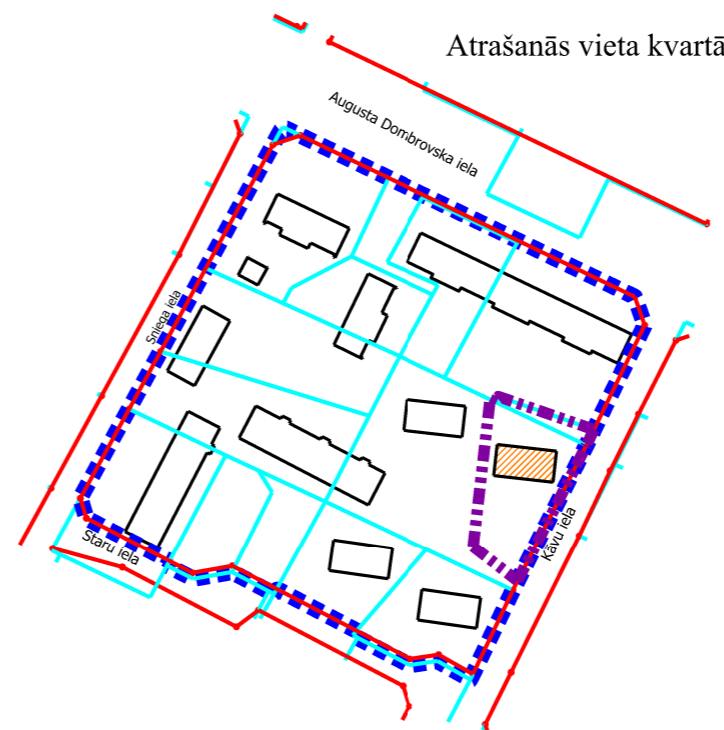 Atrašanās vieta kvartā
Augusta Dombrovska iela
Sniega iela
Kāvu iela
Staru iela